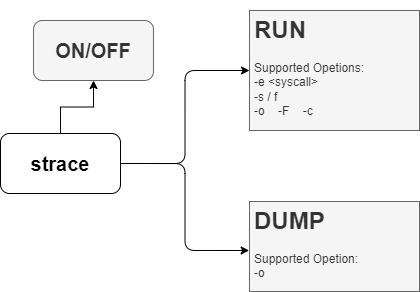 ON/OFF
strace
RUN
Supported Opetions:
-e <syscall>
-s / f
-o -F -c
DUMP
Supported Opetion:
-o